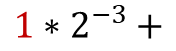 1 * 2⁻³ +